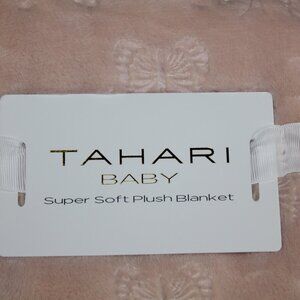 TAHARI
BABY
Super Soft Plush Blanket